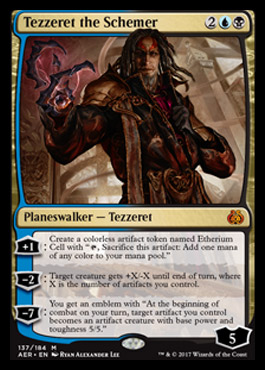 Tezzeret the Schemer 2
Planeswalker — Tezzeret
+1 Create a colorless artifact token named Etherium
Cell with “, Sacrifice this artifact: Add one mana
of any color to your mana pool.”
-2 Target creature gets +X/-X until end of turn, where
X is the number of artifacts you control.
-7 You get an emblem with “At the beginning of
combat on your turn, target artifact you control
becomes an artifact creature with base power and
toughness 5/5.”
5
137/184 M
AER • EN Ryan Alexander Lee
™ & © 2017 Wizards of the Coast